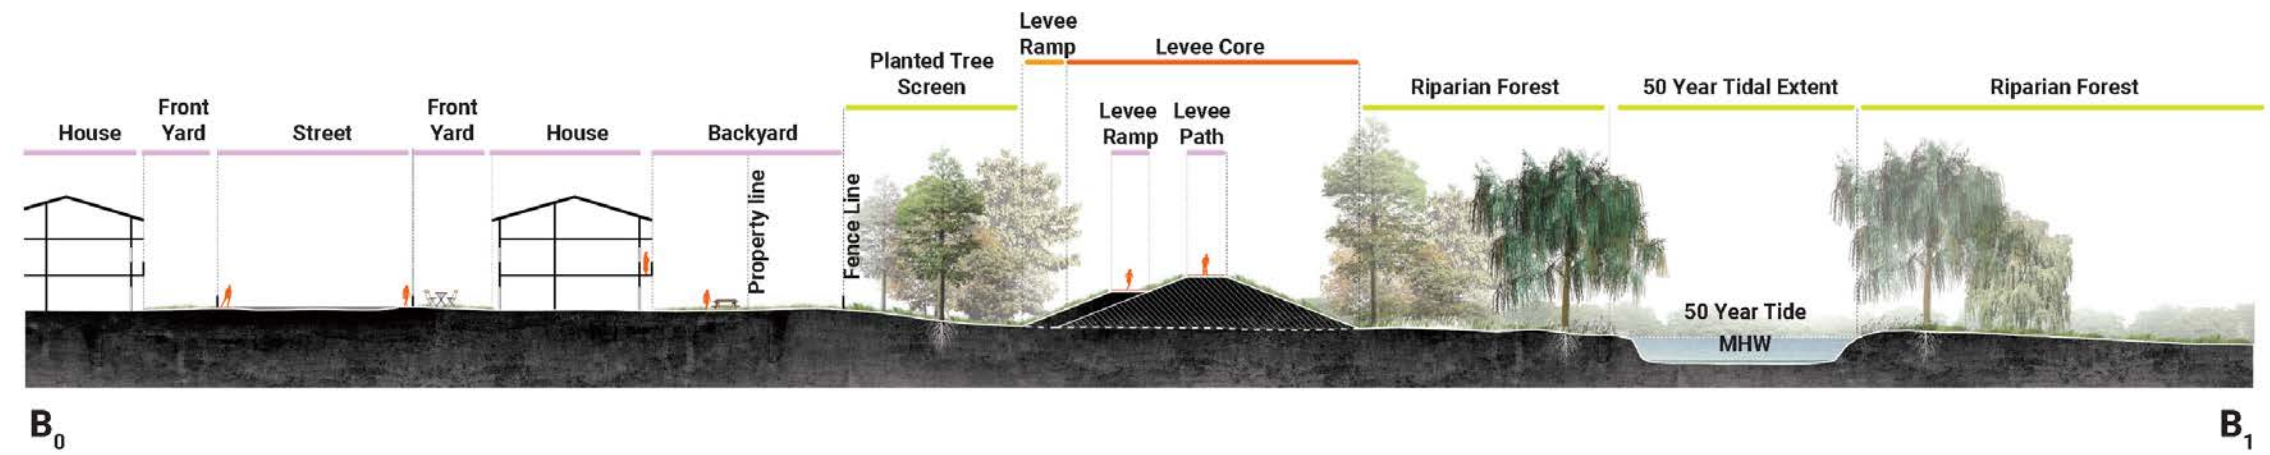 House
Front
Yard
Street
Front
Yard
House
Backyard
Property line
Fence Line
Planted Tree
Screen
Levee
Ramp
Levee Core
Levee
Ramp
Levee
Path
Riparian Forest
50 Year Tidal Extent
Riparian Forest
50 Year Tide
MHW
B0
B1